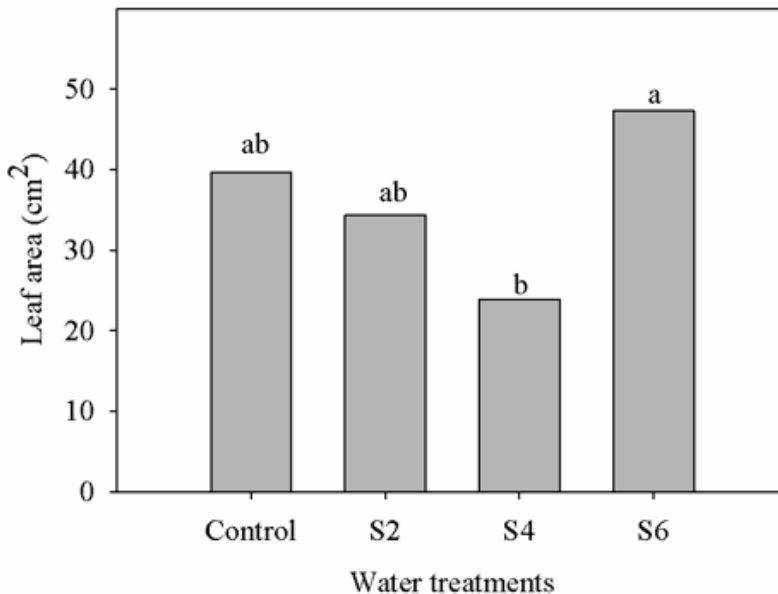 Leaf area (cm²)
50
40
30
20
10
0
ab
ab
b
a
Control S2 S4 S6
Water treatments